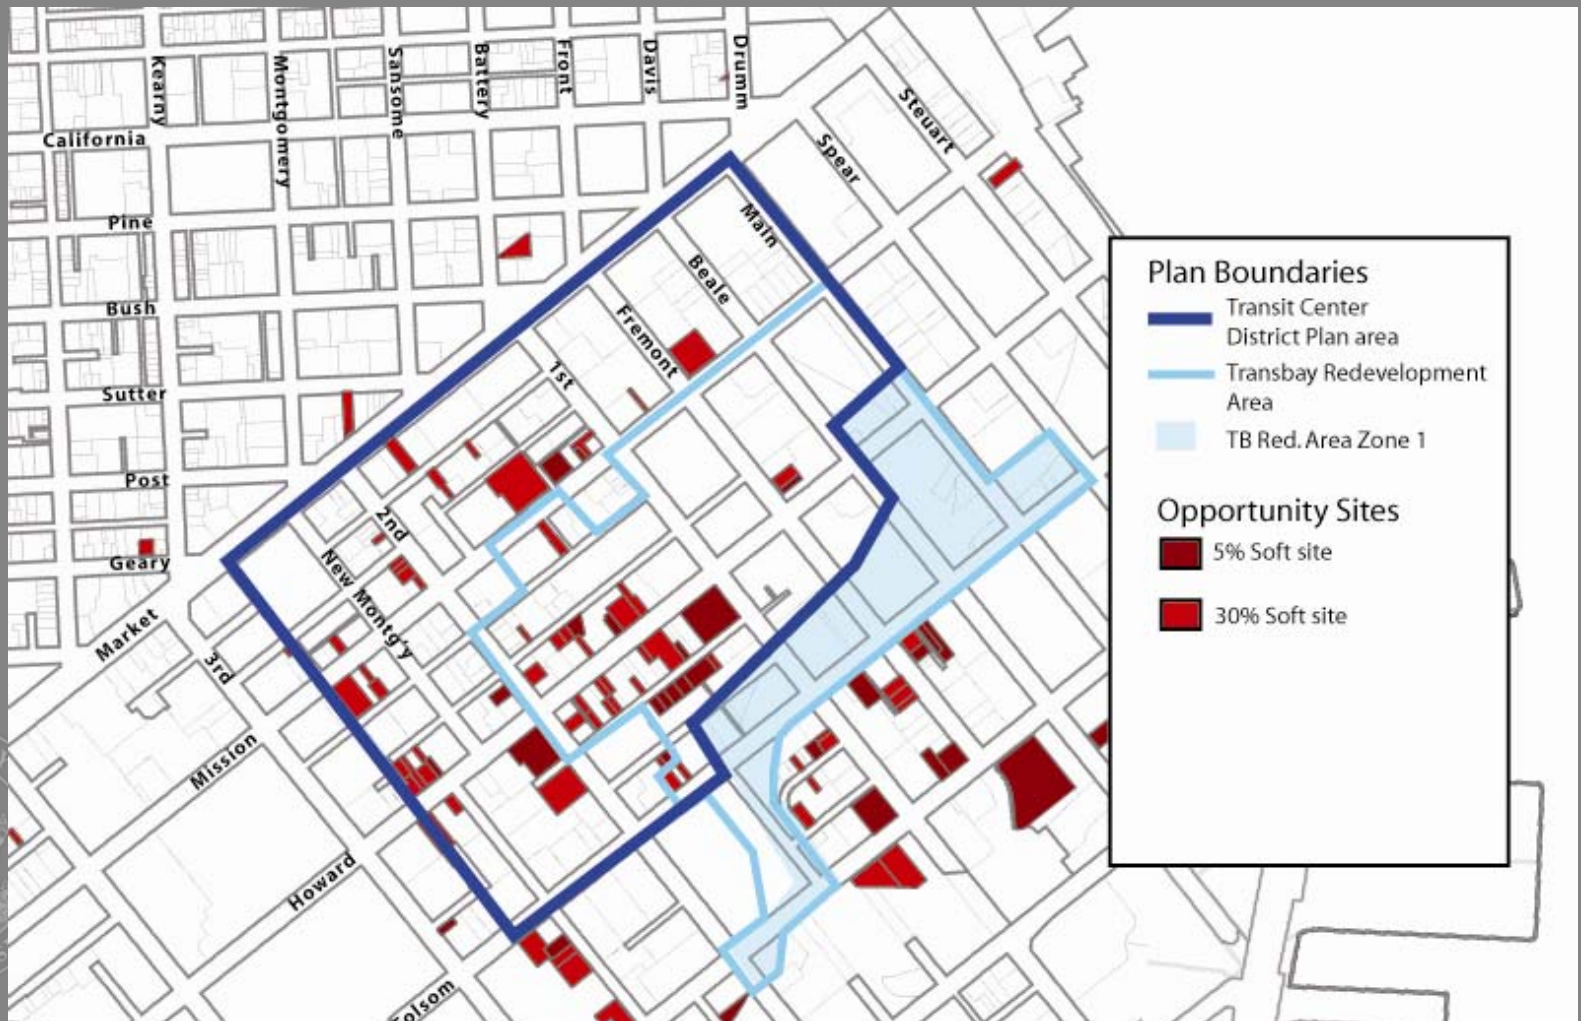 Kearny
Montgomery
Sansome
Battery
Front
Davis
Drumm
California
Pine
Bush
Sutter
Post
Geary
Market
Mission
Howard
Folsom
Steuart
Spear
Main
Beale
Fremont
1st
2nd
New Montg'y
3rd
Plan Boundaries
Transit Center
District Plan area
Transbay Redevelopment
Area
TB Red. Area Zone 1
Opportunity Sites
5% Soft site
30% Soft site